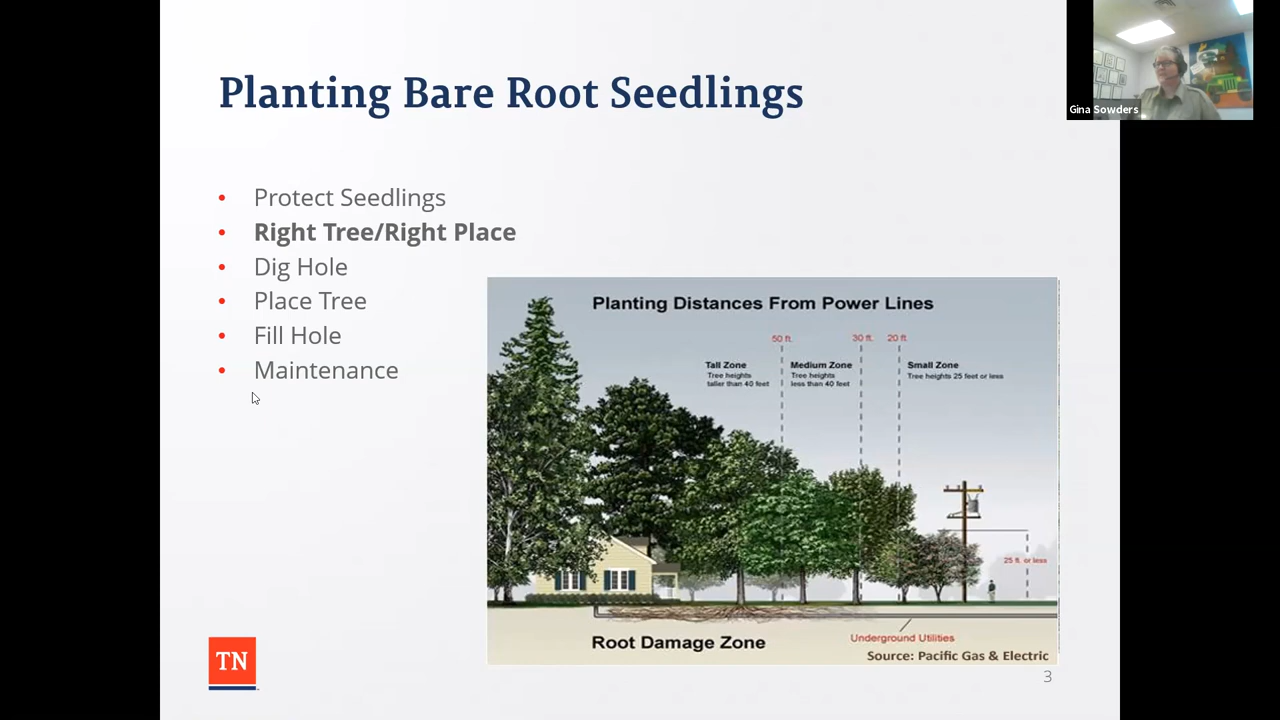 Planting Bare Root Seedlings
Gina Sowders
• Protect Seedlings
• Right Tree/Right Place
• Dig Hole
• Place Tree
• Fill Hole
• Maintenance
Planting Distances From Power Lines
50 ft.
30 ft.
20 ft.
Tall Zone
Tree heights
taller than 40 feet
Medium Zone
Tree heights
less than 40 feet
Small Zone
Tree heights 25 feet or less
25 ft. or less
Root Damage Zone
Underground Utilities
Source: Pacific Gas & Electric
TN
3